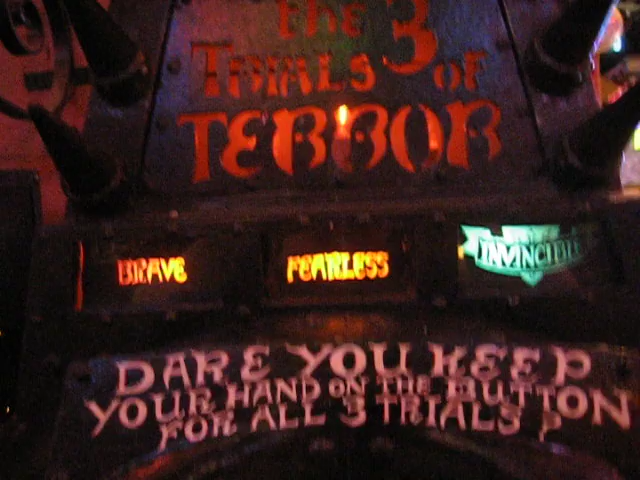 the 3
TRIALS OF
TERROR
BRAVE FEARLESS INVINCIBLE
DARE YOU KEEP
YOUR HAND ON THE BUTTON
FOR ALL 3 TRIALS ?